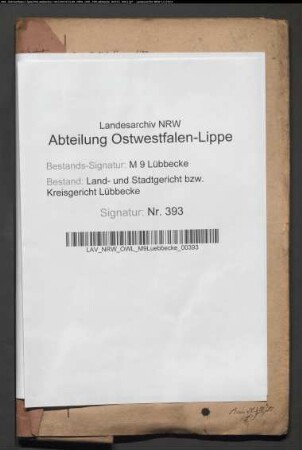 Landesarchiv NRW
Abteilung Ostwestfalen-Lippe
Bestands-Signatur: M 9 Lübbecke
Bestand: Land- und Stadtgericht bzw.
Kreisgericht Lübbecke
Signatur: Nr. 393
LAV_NRW_OWL_M9Luebbecke_00393